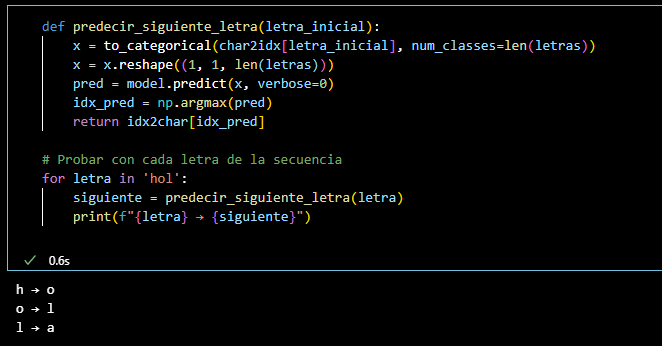 def predecir_siguiente_letra(letra_inicial):
    x = to_categorical(char2idx[letra_inicial], num_classes=len(letras))
    x = x.reshape((1, 1, len(letras)))
    pred = model.predict(x, verbose=0)
    idx_pred = np.argmax(pred)
    return idx2char[idx_pred]

# Probar con cada letra de la secuencia
for letra in 'hol':
    siguiente = predecir_siguiente_letra(letra)
    print(f"{letra} → {siguiente}")
✓ 0.6s
h → o
o → l
l → a